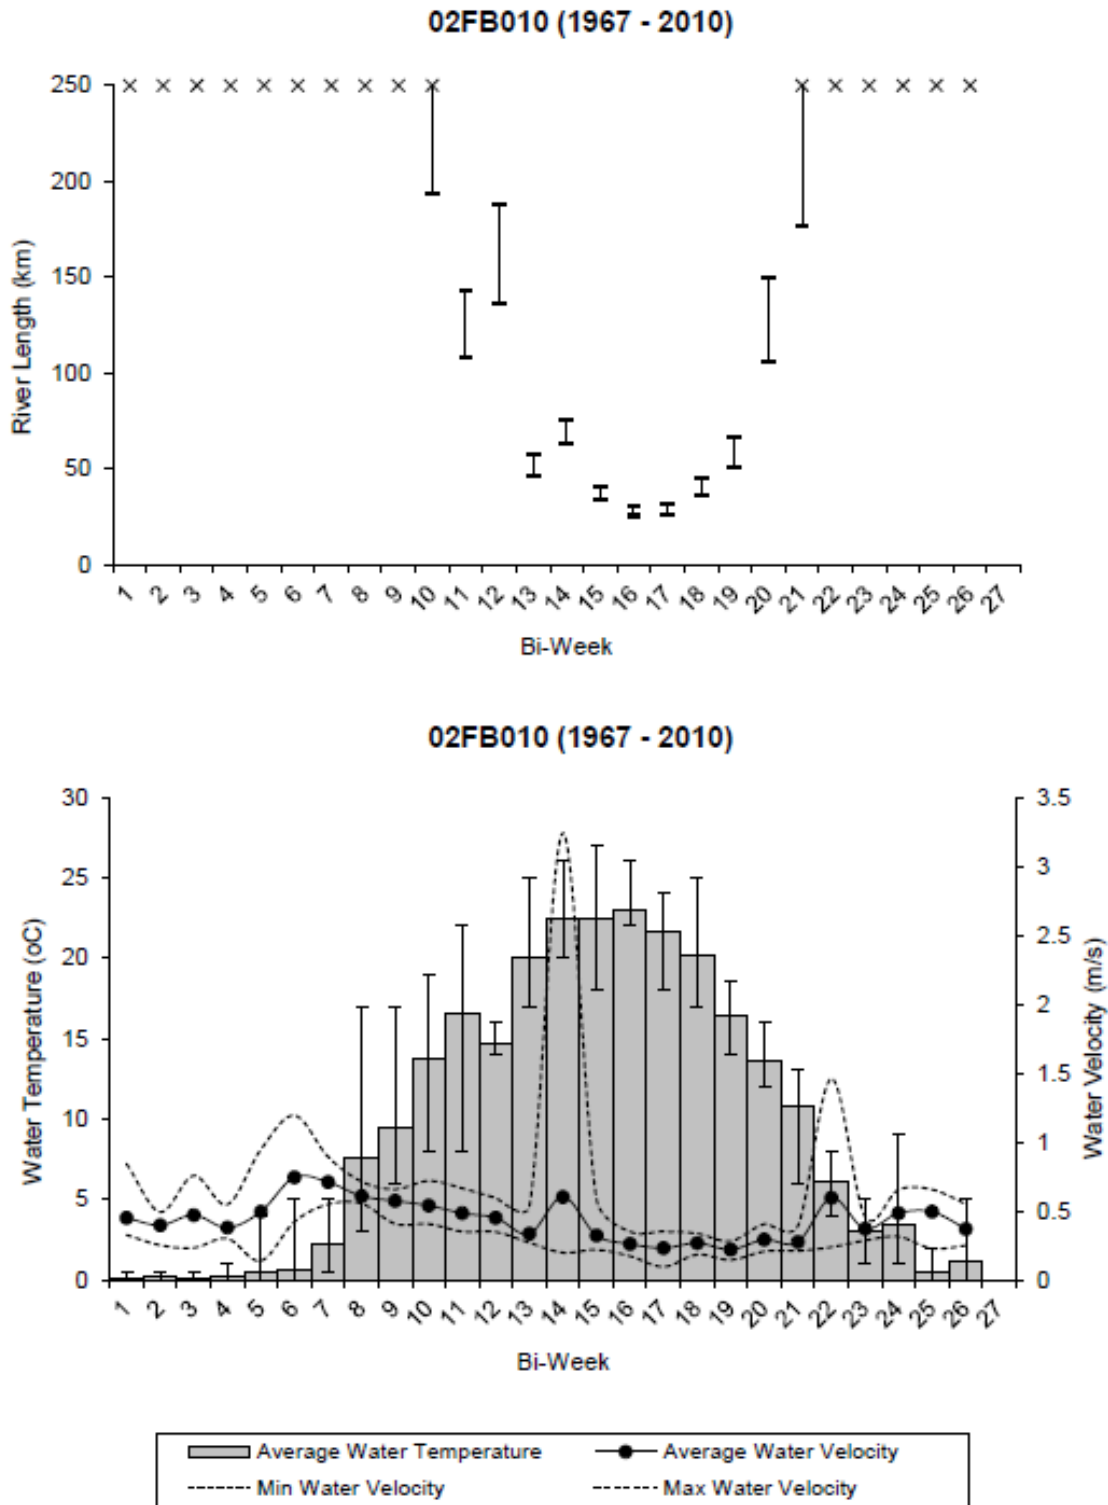 02FB010 (1967 - 2010)
250
200
150
100
50
0
River Length (km)
1 2 3 4 5 6 7 8 9 10 11 12 13 14 15 16 17 18 19 20 21 22 23 24 25 26 27
Bi-Week
02FB010 (1967 - 2010)
30
25
20
15
10
5
0
Water Temperature (oC)
3.5
3
2.5
2
1.5
1
0.5
0
Water Velocity (m/s)
1 2 3 4 5 6 7 8 9 10 11 12 13 14 15 16 17 18 19 20 21 22 23 24 25 26 27
Bi-Week
Average Water Temperature
Average Water Velocity
Min Water Velocity
Max Water Velocity